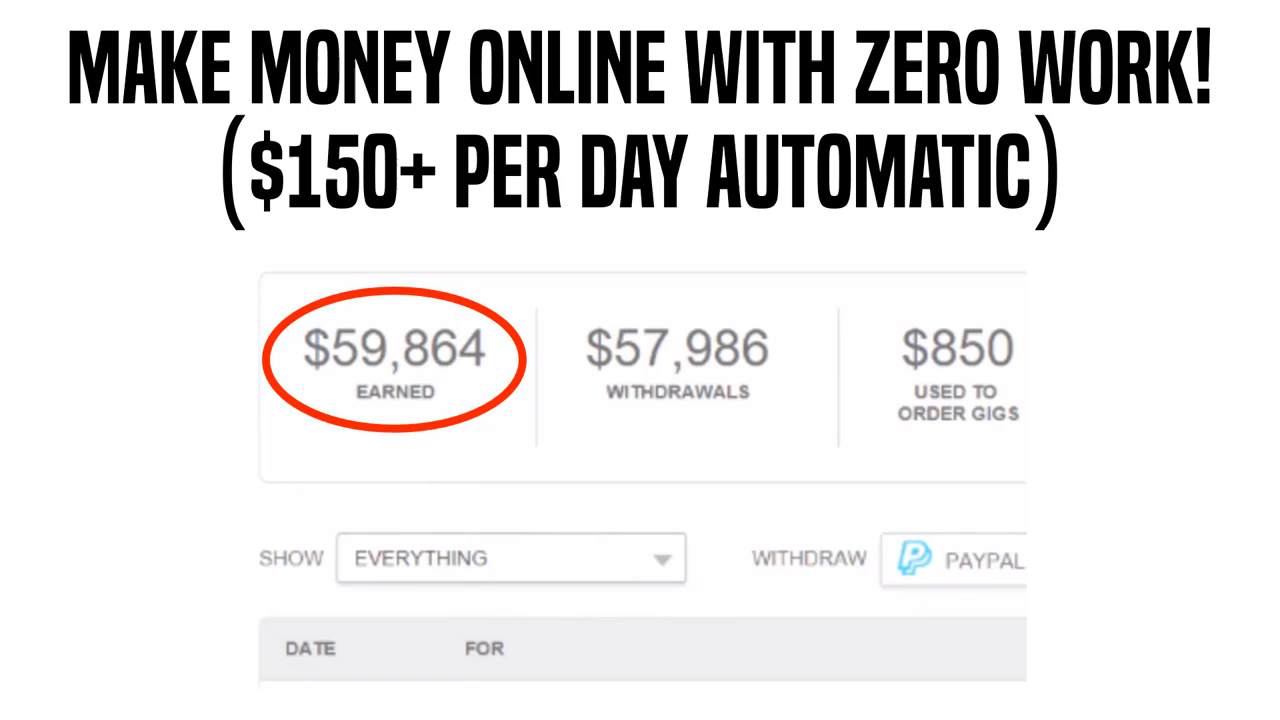 MAKE MONEY ONLINE WITH ZERO WORK!
($150+ PER DAY AUTOMATIC)
$59,864 $57,986 $850
EARNED WITHDRAWALS USED TO
ORDER GIGS
SHOW EVERYTHING WITHDRAW PAYPAL
DATE FOR